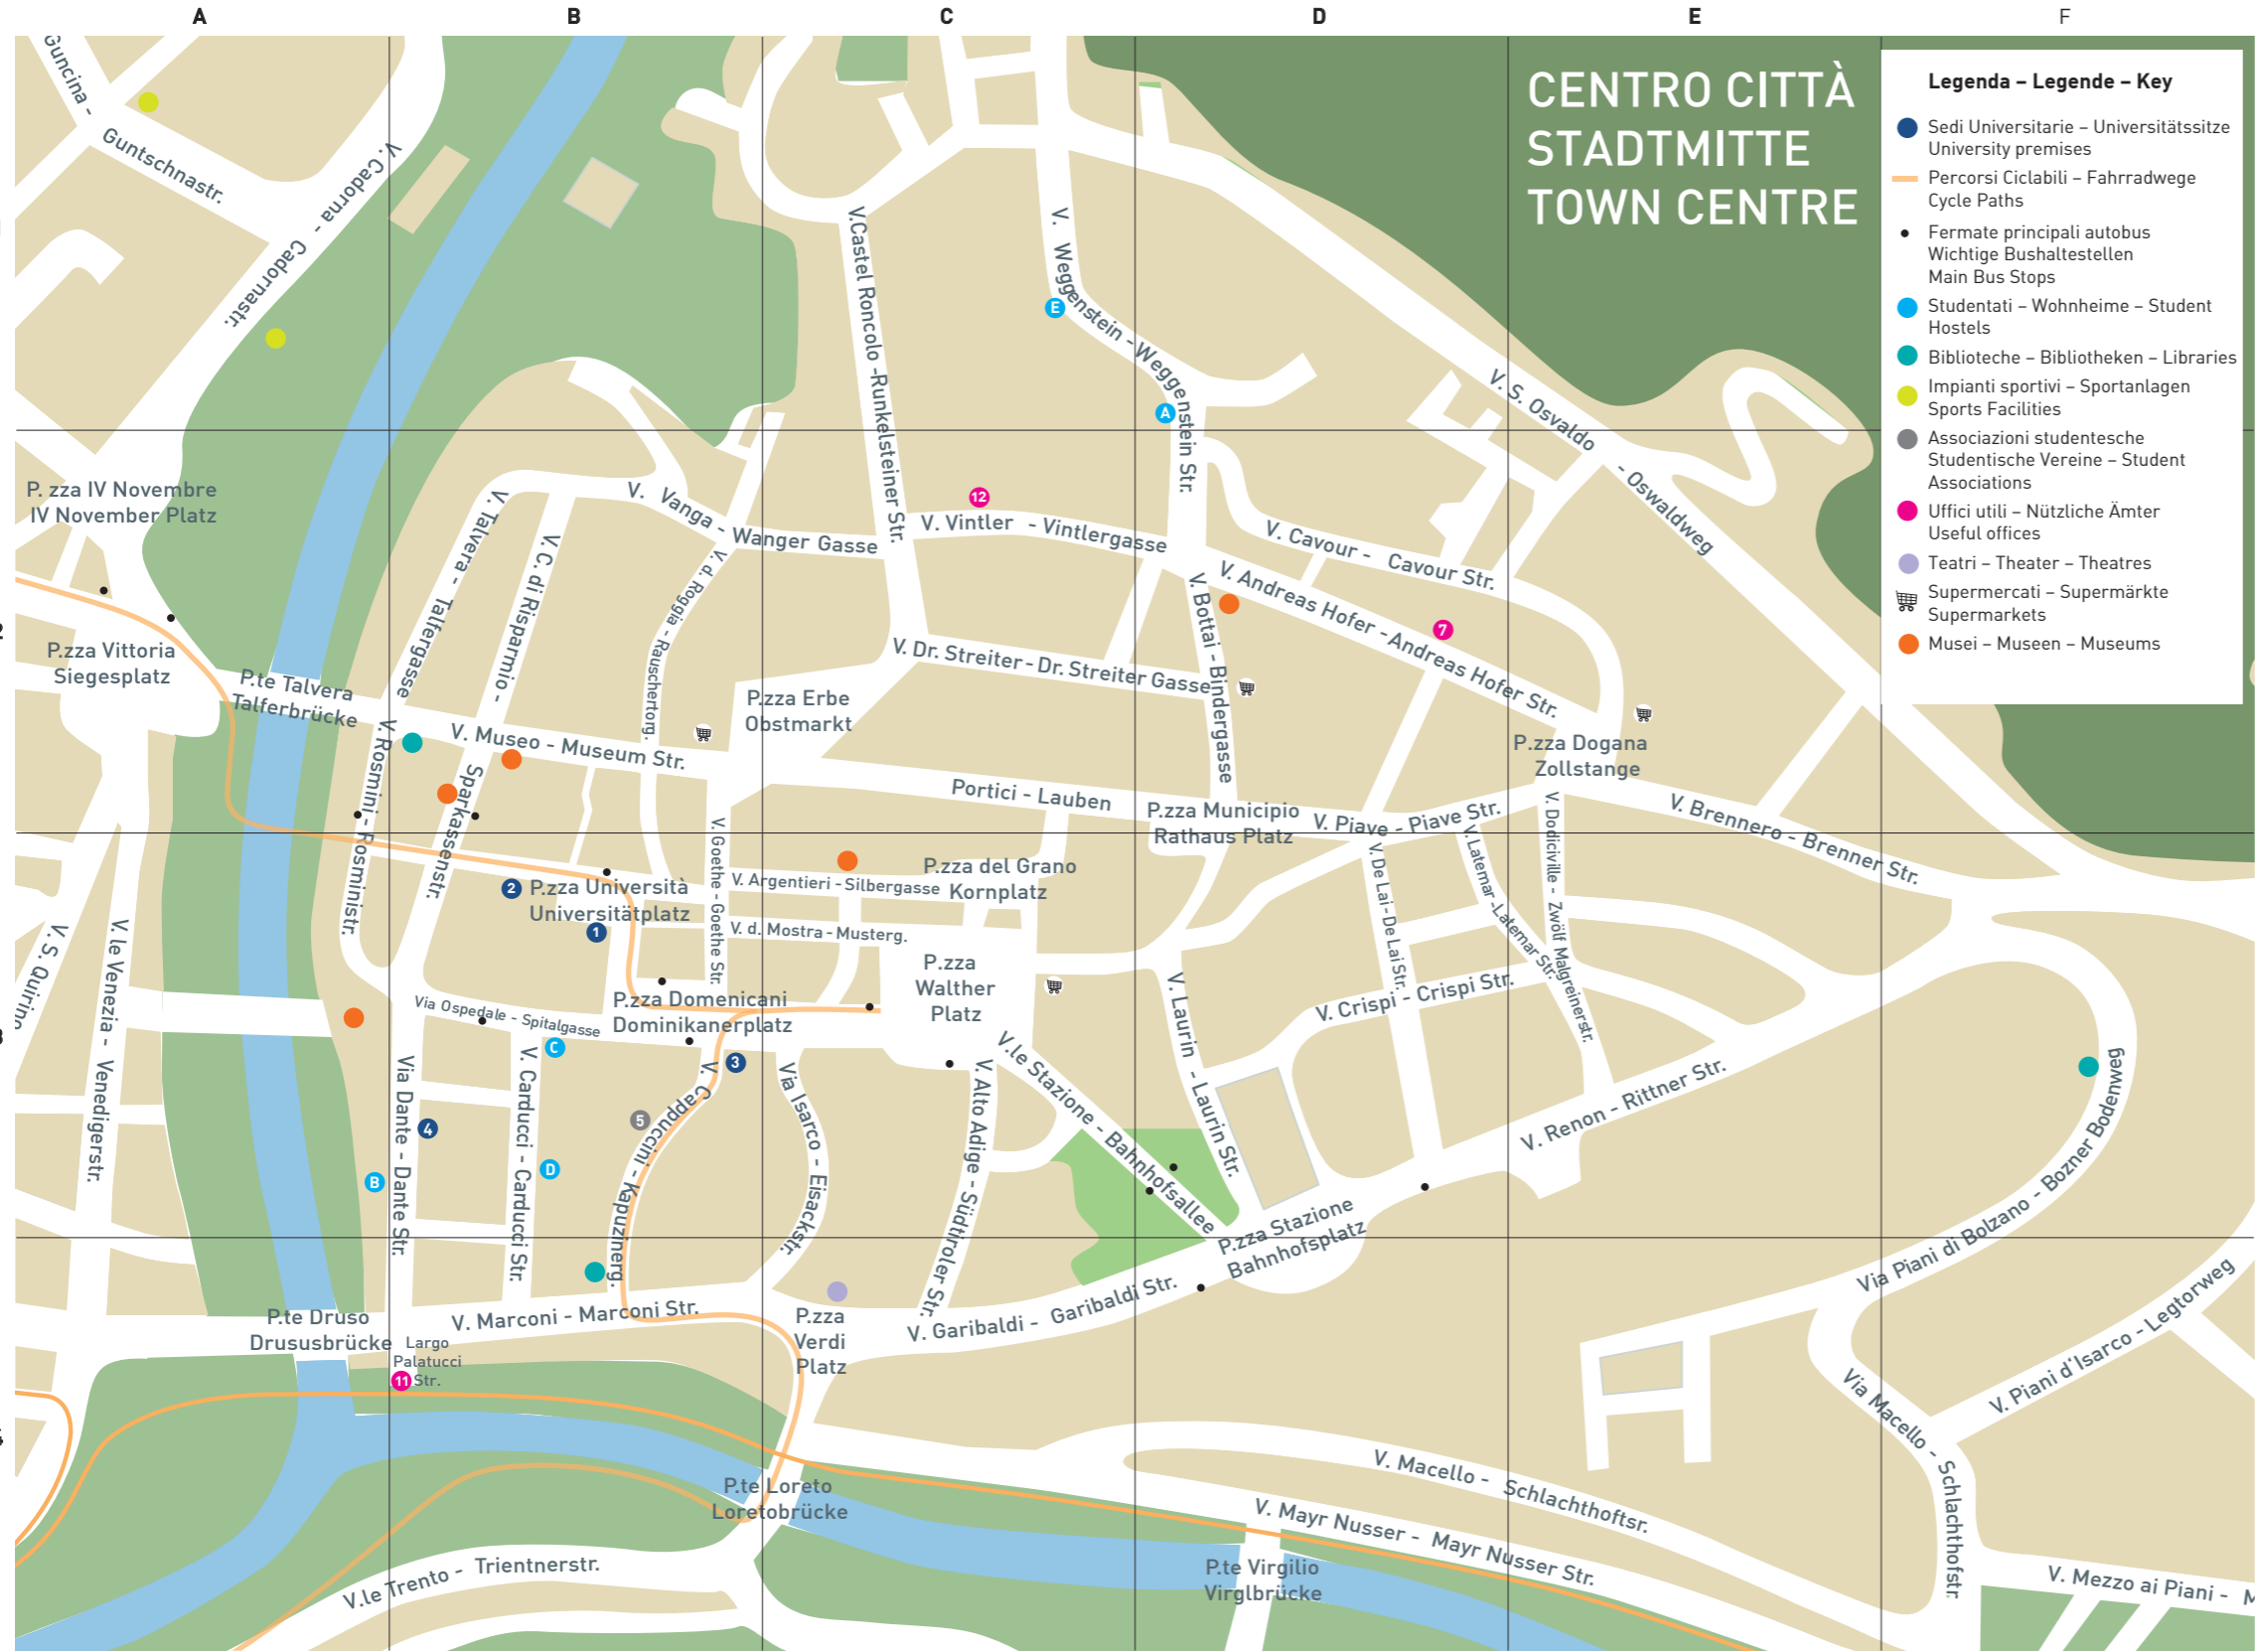 A B C D E F
CENTRO CITTÀ
STADTMITTE
TOWN CENTRE
Legenda – Legende – Key
Sedi Universitarie – Universitätssitze
University premises
Percorsi Ciclabili – Fahrradwege
Cycle Paths
Fermate principali autobus
Wichtige Bushaltestellen
Main Bus Stops
Studentati – Wohnheime – Student
Hostels
Biblioteche – Bibliotheken – Libraries
Impianti sportivi – Sportanlagen
Sports Facilities
Associazioni studentesche
Studentische Vereine – Student
Associations
Uffici utili – Nützliche Ämter
Useful offices
Teatri – Theater – Theatres
Supermercati – Supermärkte
Supermarkets
Musei – Museen – Museums
Guncina -
Guntschnastr.
V. Cadorna - Cadornastr.
V.Castel Roncolo -Runkelsteiner Str.
V. Weggenstein -Weggenstein Str.
E
A
V. S. Osvaldo - Oswaldweg
P. zza IV Novembre
IV November Platz
V. Talvera - Talfergasse
V. C. di Risparmio - Sparkassenstr.
V. Vanga - Wanger Gasse
V. d. Roggia - Rauschertorg.
12
V. Vintler - Vintlergasse
V. Cavour - Cavour Str.
V. Andreas Hofer -Andreas Hofer Str.
7
V. Bottai -Bindergasse
V. Dr. Streiter-Dr. Streiter Gasse
P.zza Vittoria
Siegesplatz
P.te Talvera
Talferbrücke
P.zza Erbe
Obstmarkt
V. Museo - Museum Str.
V. Rosmini - Rosministr.
P.zza Dogana
Zollstange
Portici - Lauben
P.zza Municipio
Rathaus Platz
V. Piave - Piave Str.
V. Brennero - Brenner Str.
V. Dodiciville - Zwölf Malgreinerstr.
V. Latemar -Latemar Str.
V. De Lai-De Lai Str.
V. Goethe - Goethe Str.
2
P.zza Università
Universitätplatz
1
V. Argentieri -Silbergasse
P.zza del Grano
Kornplatz
V. d. Mostra-Musterg.
P.zza
Walther
Platz
V. S. Quirino
V. le Venezia - Venedigerstr.
Via Ospedale - Spitalgasse
P.zza Domenicani
Dominikanerplatz
C
3
V. Laurin - Laurin Str.
V. Crispi - Crispi Str.
V.le Stazione - Bahnhofsallee
V. Alto Adige - Südtiroler Str.
Via Isarco - Eisackstr.
V. Cappuccini - Kapuzinerg.
V. Carducci - Carducci Str.
Via Dante - Dante Str.
5
4
D
B
V. Renon - Rittner Str.
P.zza Stazione
Bahnhofsplatz
Via Piani di Bolzano - Bozner Bodenweg
V. Piani d'Isarco - Legtorweg
P.te Druso
Drususbrücke
Largo
Palatucci
Str.
11
V. Marconi - Marconi Str.
P.zza
Verdi
Platz
V. Garibaldi - Garibaldi Str.
P.te Loreto
Loretobrücke
V. Macello - Schlachthoftsr.
Via Macello - Schlachthofstr.
V. Mayr Nusser - Mayr Nusser Str.
P.te Virgilio
Virglbrücke
V.le Trento - Trientnerstr.
V. Mezzo ai Piani -